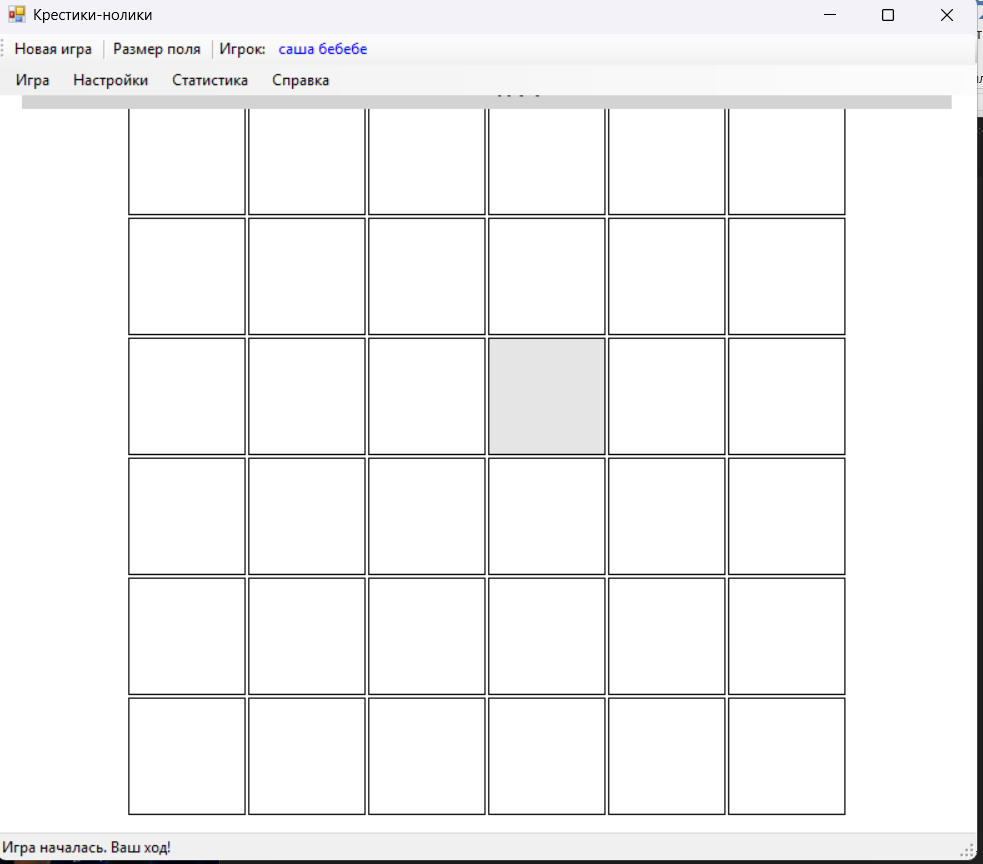 Крестики-нолики
Новая игра Размер поля Игрок: саша бебебе
Игра Настройки Статистика Справка
Игра началась. Ваш ход!